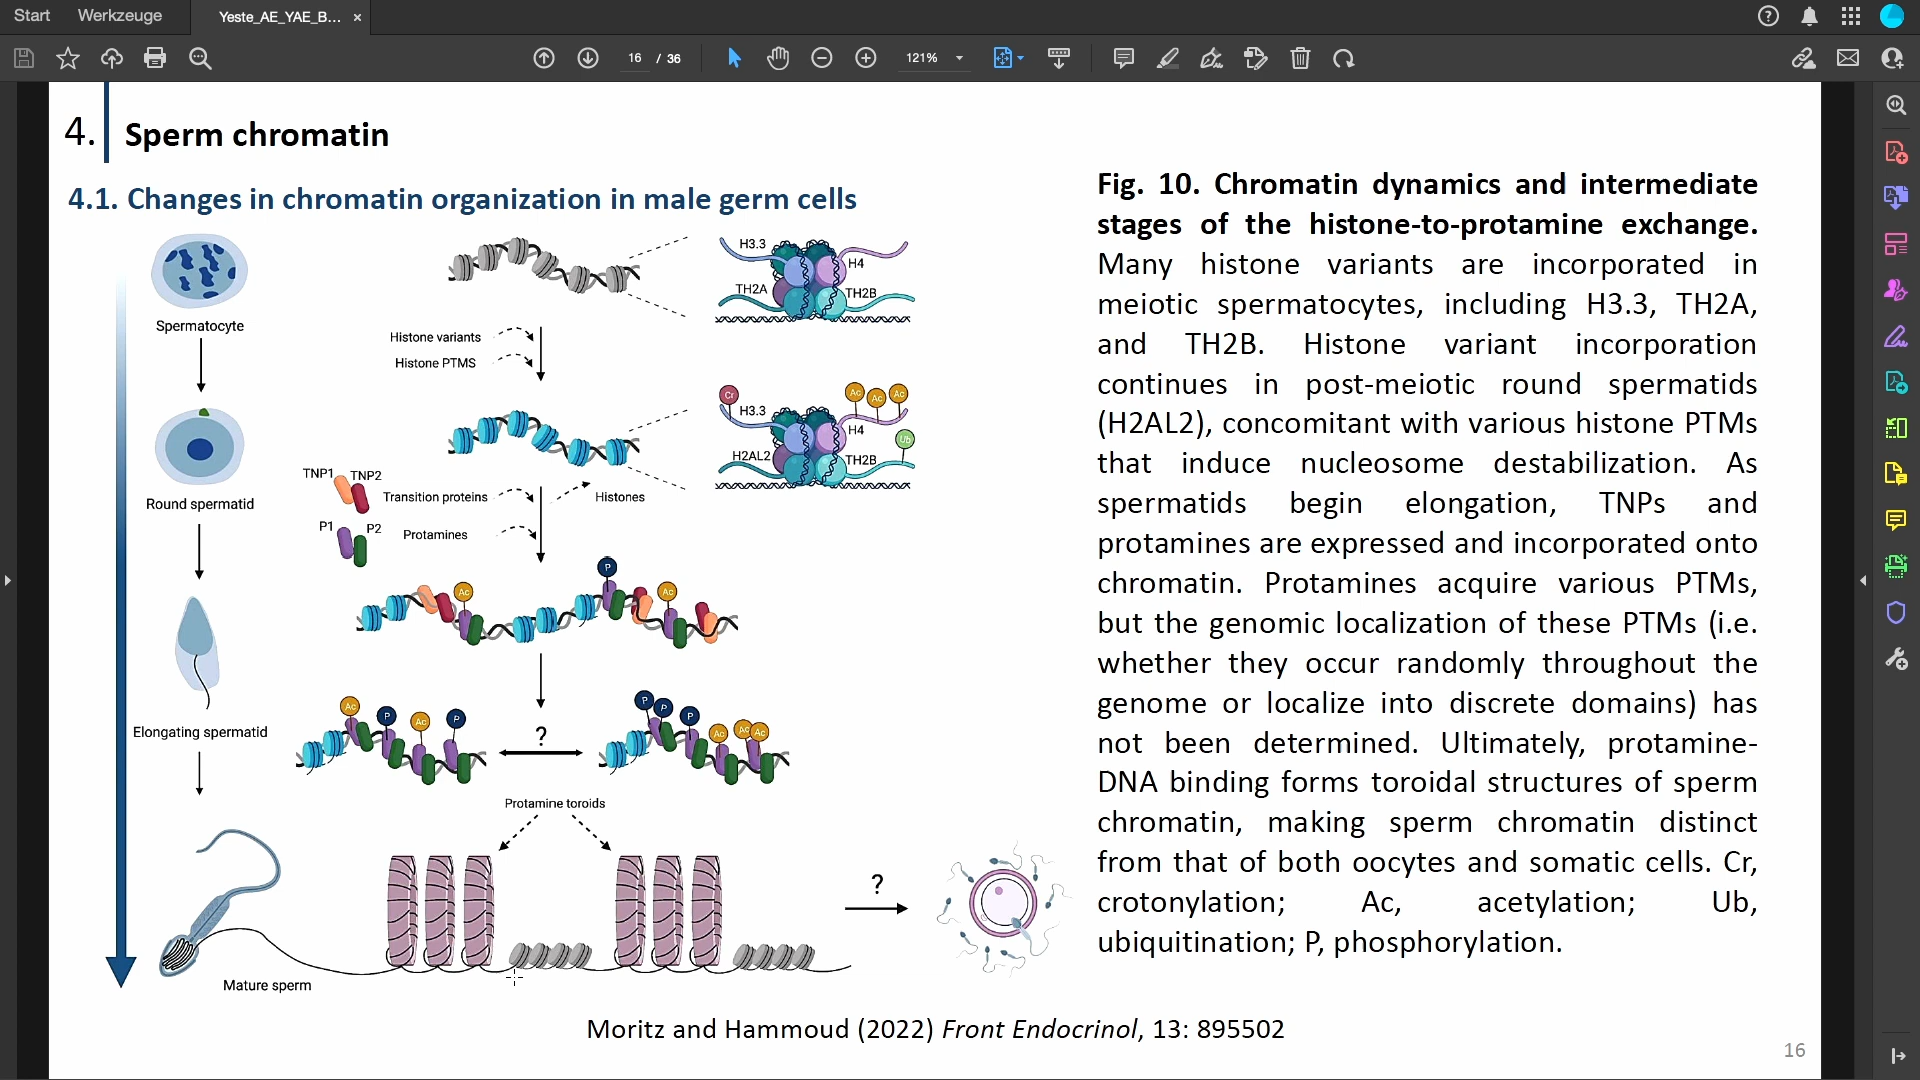 Start Werkzeuge Yeste_AE_YAE_B... ×
16 / 36 121%
4. Sperm chromatin
4.1. Changes in chromatin organization in male germ cells
Spermatocyte
Round spermatid
Elongating spermatid
Mature sperm
H3.3
H4
TH2A
TH2B
Histone variants
Histone PTMS
Cr
Ac Ac Ac
H3.3
H4
Ub
H2AL2
TH2B
TNP1 TNP2
Transition proteins
Histones
P1 P2
Protamines
Ac P Ac
Ac P Ac P
?
P P P Ac Ac Ac
Protamine toroids
?
Fig. 10. Chromatin dynamics and intermediate
stages of the histone-to-protamine exchange.
Many histone variants are incorporated in
meiotic spermatocytes, including H3.3, TH2A,
and TH2B. Histone variant incorporation
continues in post-meiotic round spermatids
(H2AL2), concomitant with various histone PTMs
that induce nucleosome destabilization. As
spermatids begin elongation, TNPs and
protamines are expressed and incorporated onto
chromatin. Protamines acquire various PTMs,
but the genomic localization of these PTMs (i.e.
whether they occur randomly throughout the
genome or localize into discrete domains) has
not been determined. Ultimately, protamine-
DNA binding forms toroidal structures of sperm
chromatin, making sperm chromatin distinct
from that of both oocytes and somatic cells. Cr,
crotonylation; Ac, acetylation; Ub,
ubiquitination; P, phosphorylation.
Moritz and Hammoud (2022) Front Endocrinol, 13: 895502
16